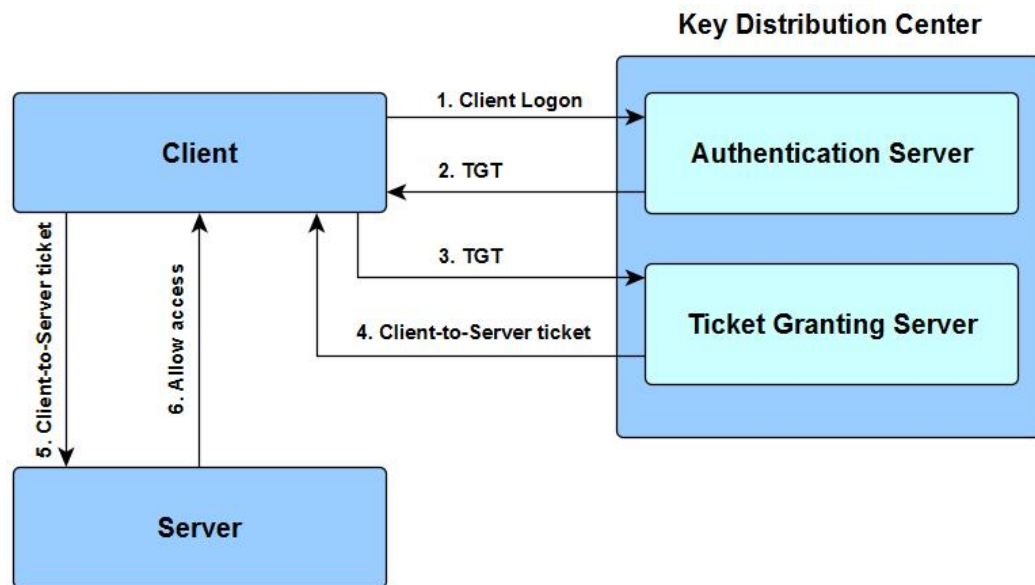 Key Distribution Center
1. Client Logon
Client
Authentication Server
2. TGT
3. TGT
4. Client-to-Server ticket
Ticket Granting Server
5. Client-to-Server ticket
6. Allow access
Server